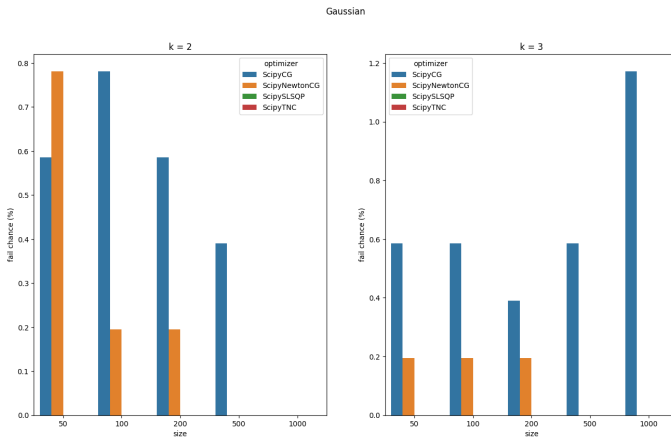 Gaussian
k = 2
fail chance (%)
0.8
0.7
0.6
0.5
0.4
0.3
0.2
0.1
0.0
optimizer
ScipyCG
ScipyNewtonCG
ScipySLSQP
ScipyTNC
50 100 200 500 1000
size
k = 3
fail chance (%)
1.2
1.0
0.8
0.6
0.4
0.2
0.0
optimizer
ScipyCG
ScipyNewtonCG
ScipySLSQP
ScipyTNC
50 100 200 500 1000
size